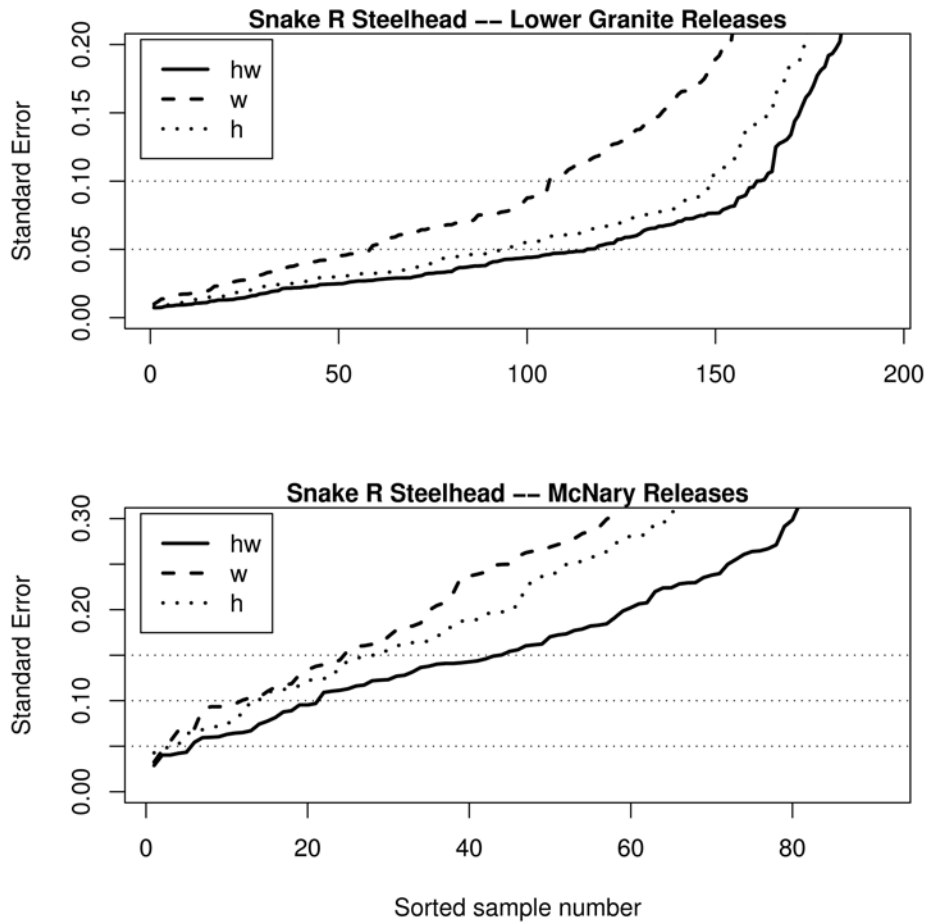 Snake R Steelhead −− Lower Granite Releases
Standard Error
0.20
0.15
0.10
0.05
0.00
hw
w
h
0 50 100 150 200
Snake R Steelhead −− McNary Releases
Standard Error
0.30
0.20
0.10
0.00
hw
w
h
0 20 40 60 80
Sorted sample number